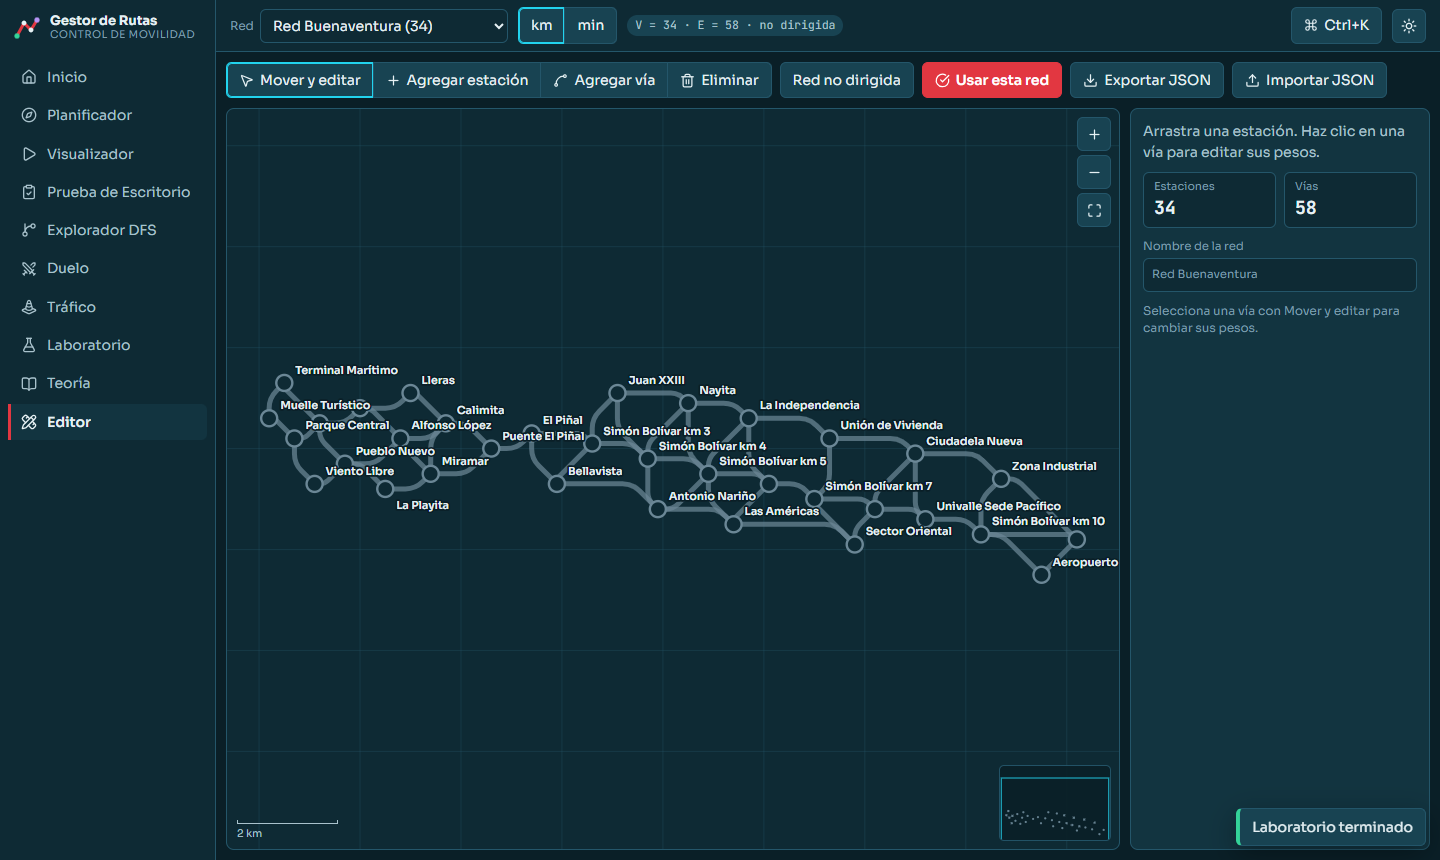 Gestor de Rutas
CONTROL DE MOVILIDAD
Inicio
Planificador
Visualizador
Prueba de Escritorio
Explorador DFS
Duelo
Tráfico
Laboratorio
Teoría
Editor
Red
Red Buenaventura (34)
km
min
V = 34 · E = 58 · no dirigida
⌘ Ctrl+K
Mover y editar
Agregar estación
Agregar vía
Eliminar
Red no dirigida
Usar esta red
Exportar JSON
Importar JSON
+
−
Terminal Marítimo
Lleras
Muelle Turístico
Calimita
Parque Central
Alfonso López
Pueblo Nuevo
Miramar
Viento Libre
La Playita
El Piñal
Puente El Piñal
Bellavista
Juan XXIII
Nayita
La Independencia
Simón Bolívar km 3
Simón Bolívar km 4
Simón Bolívar km 5
Unión de Vivienda
Ciudadela Nueva
Zona Industrial
Simón Bolívar km 7
Antonio Nariño
Las Américas
Univalle Sede Pacífico
Simón Bolívar km 10
Sector Oriental
Aeropuerto
2 km
Arrastra una estación. Haz clic en una
vía para editar sus pesos.
Estaciones
34
Vías
58
Nombre de la red
Red Buenaventura
Selecciona una vía con Mover y editar para
cambiar sus pesos.
Laboratorio terminado